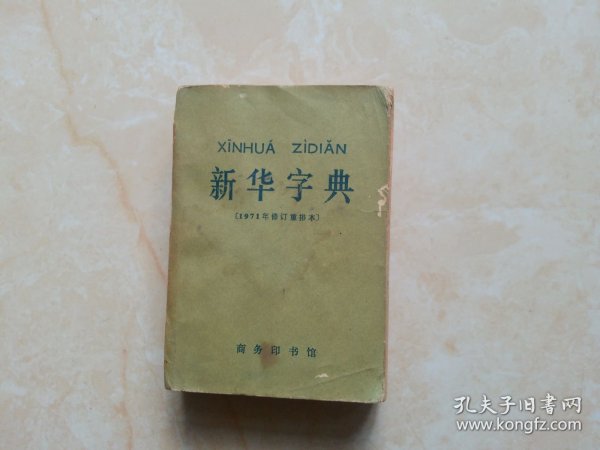 XĪNHUÁ ZÌDIǍN
新华字典
〔1971年修订重排本〕
商务印书馆
孔夫子旧书网
www.kongfz.com